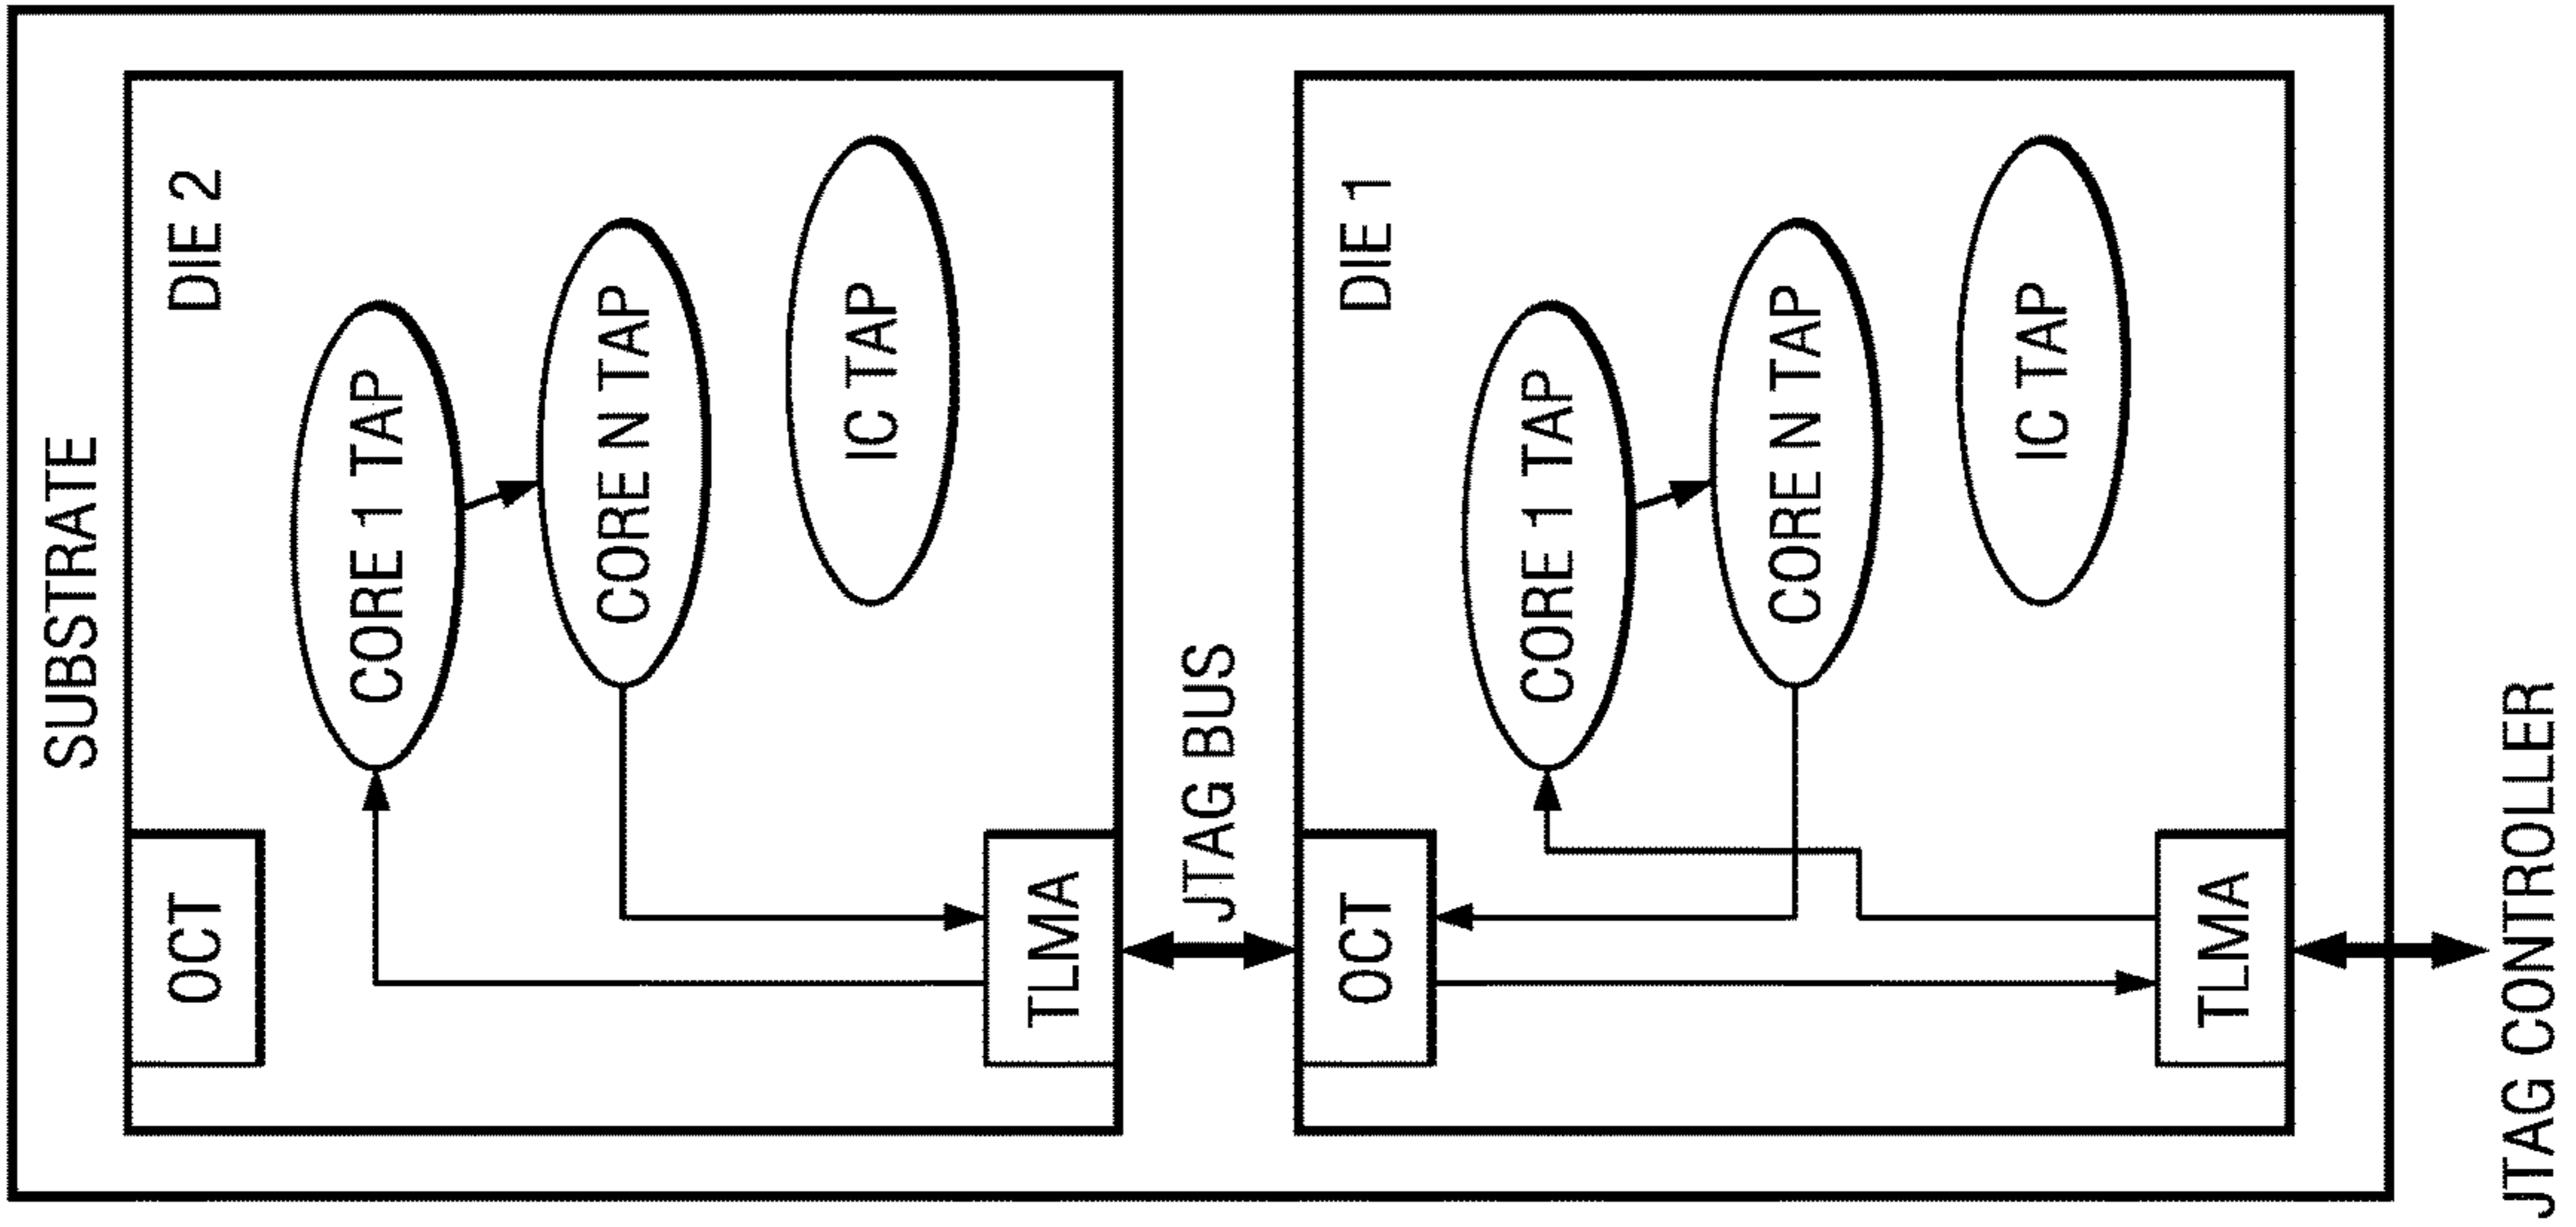 SUBSTRATE
DIE 2
OCT
CORE 1 TAP
CORE N TAP
IC TAP
TLMA
JTAG BUS
DIE 1
OCT
CORE 1 TAP
CORE N TAP
IC TAP
TLMA
JTAG CONTROLLER